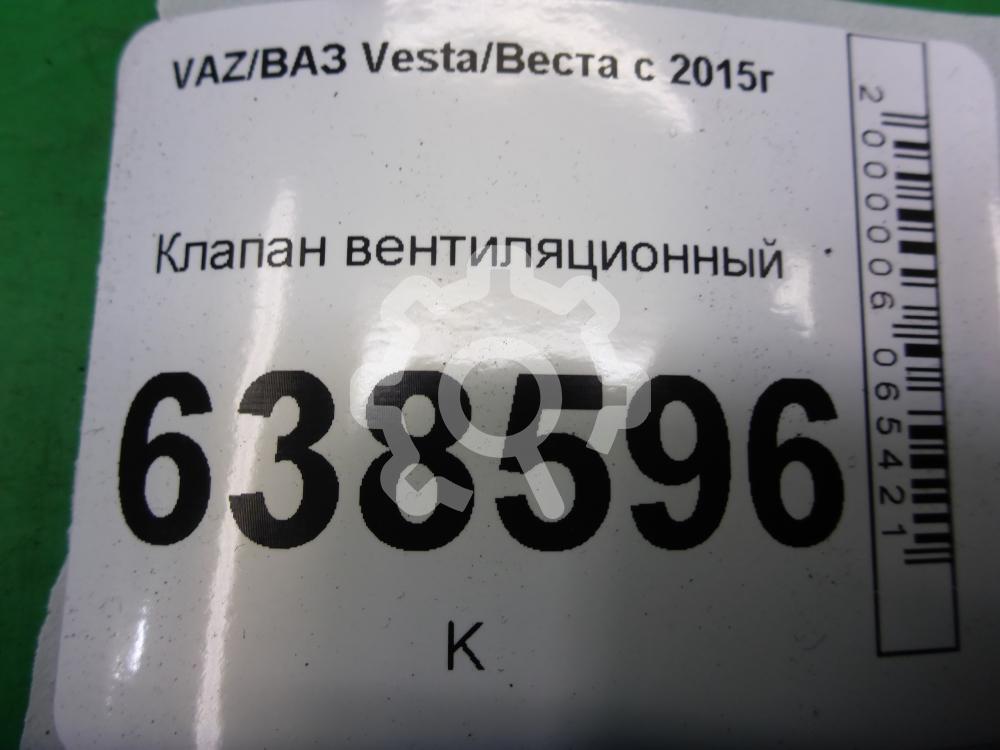 VAZ/ВАЗ Vesta/Веста с 2015г
Клапан вентиляционный
638596
К
2000006065421